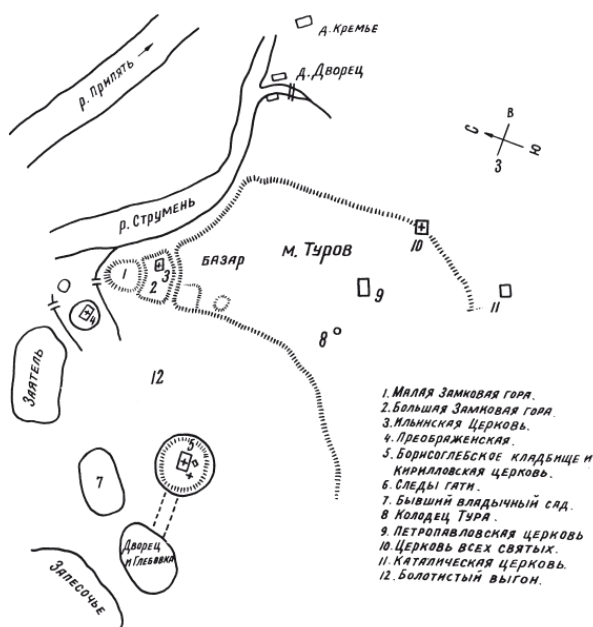 д. Кремье
д. Дворец
р. Припять
В
С
Ю
З
р. Струмень
10
БАЗАР
м. Туров
1
2
3
9
11
4
8
12
Заятель
5
7
Дворец
и Глебовка
Запесочье
1. Малая Замковая гора.
2. Большая Замковая гора.
3. Ильинская Церковь.
4. Преображенская.
5. Борисоглебское кладбище и
Кирилловская церковь.
6. Следы гати.
7. Бывший владычный сад.
8 Колодец Тура.
9. Петропавловская церковь
10. Церковь всех святых.
11. Каталическая церковь.
12. Болотистый выгон.